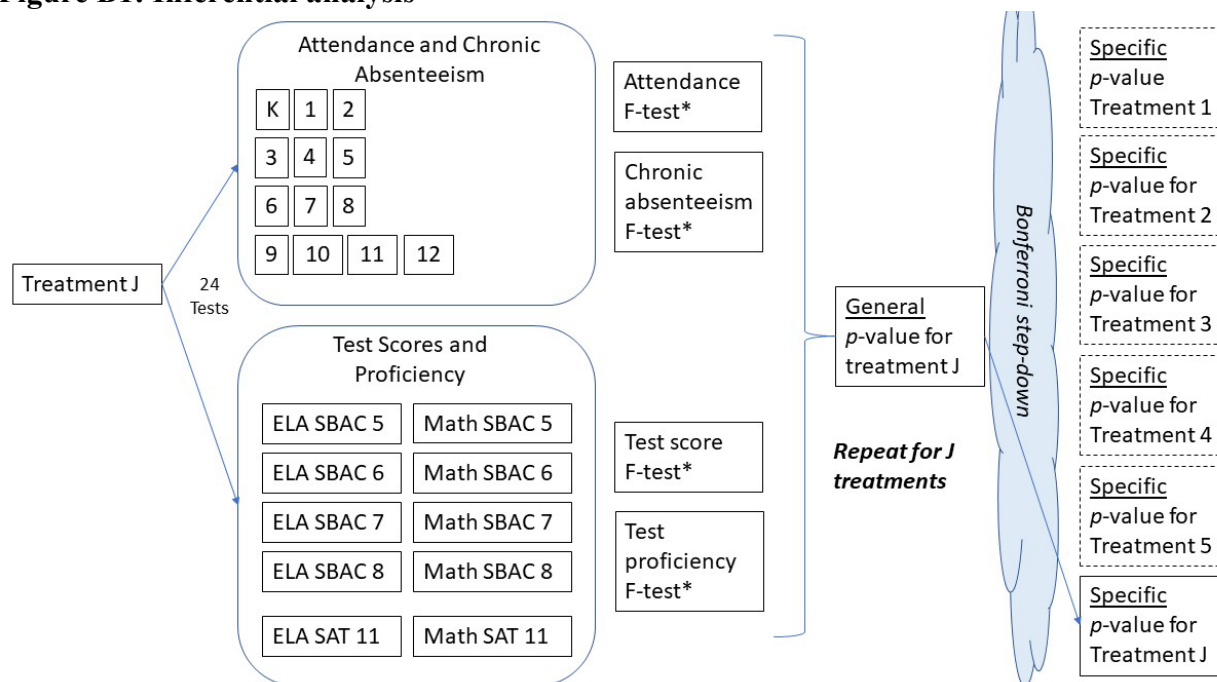 Figure B1: Inferential analysis
Treatment J
24
Tests
Attendance and Chronic
Absenteeism
K 1 2
3 4 5
6 7 8
9 10 11 12
Test Scores and
Proficiency
ELA SBAC 5 Math SBAC 5
ELA SBAC 6 Math SBAC 6
ELA SBAC 7 Math SBAC 7
ELA SBAC 8 Math SBAC 8
ELA SAT 11 Math SAT 11
Attendance
F-test*
Chronic
absenteeism
F-test*
Test score
F-test*
Test
proficiency
F-test*
General
p-value for
treatment J
Repeat for J
treatments
Bonferroni step-down
Specific
p-value
Treatment 1
Specific
p-value for
Treatment 2
Specific
p-value for
Treatment 3
Specific
p-value for
Treatment 4
Specific
p-value for
Treatment 5
Specific
p-value for
Treatment J